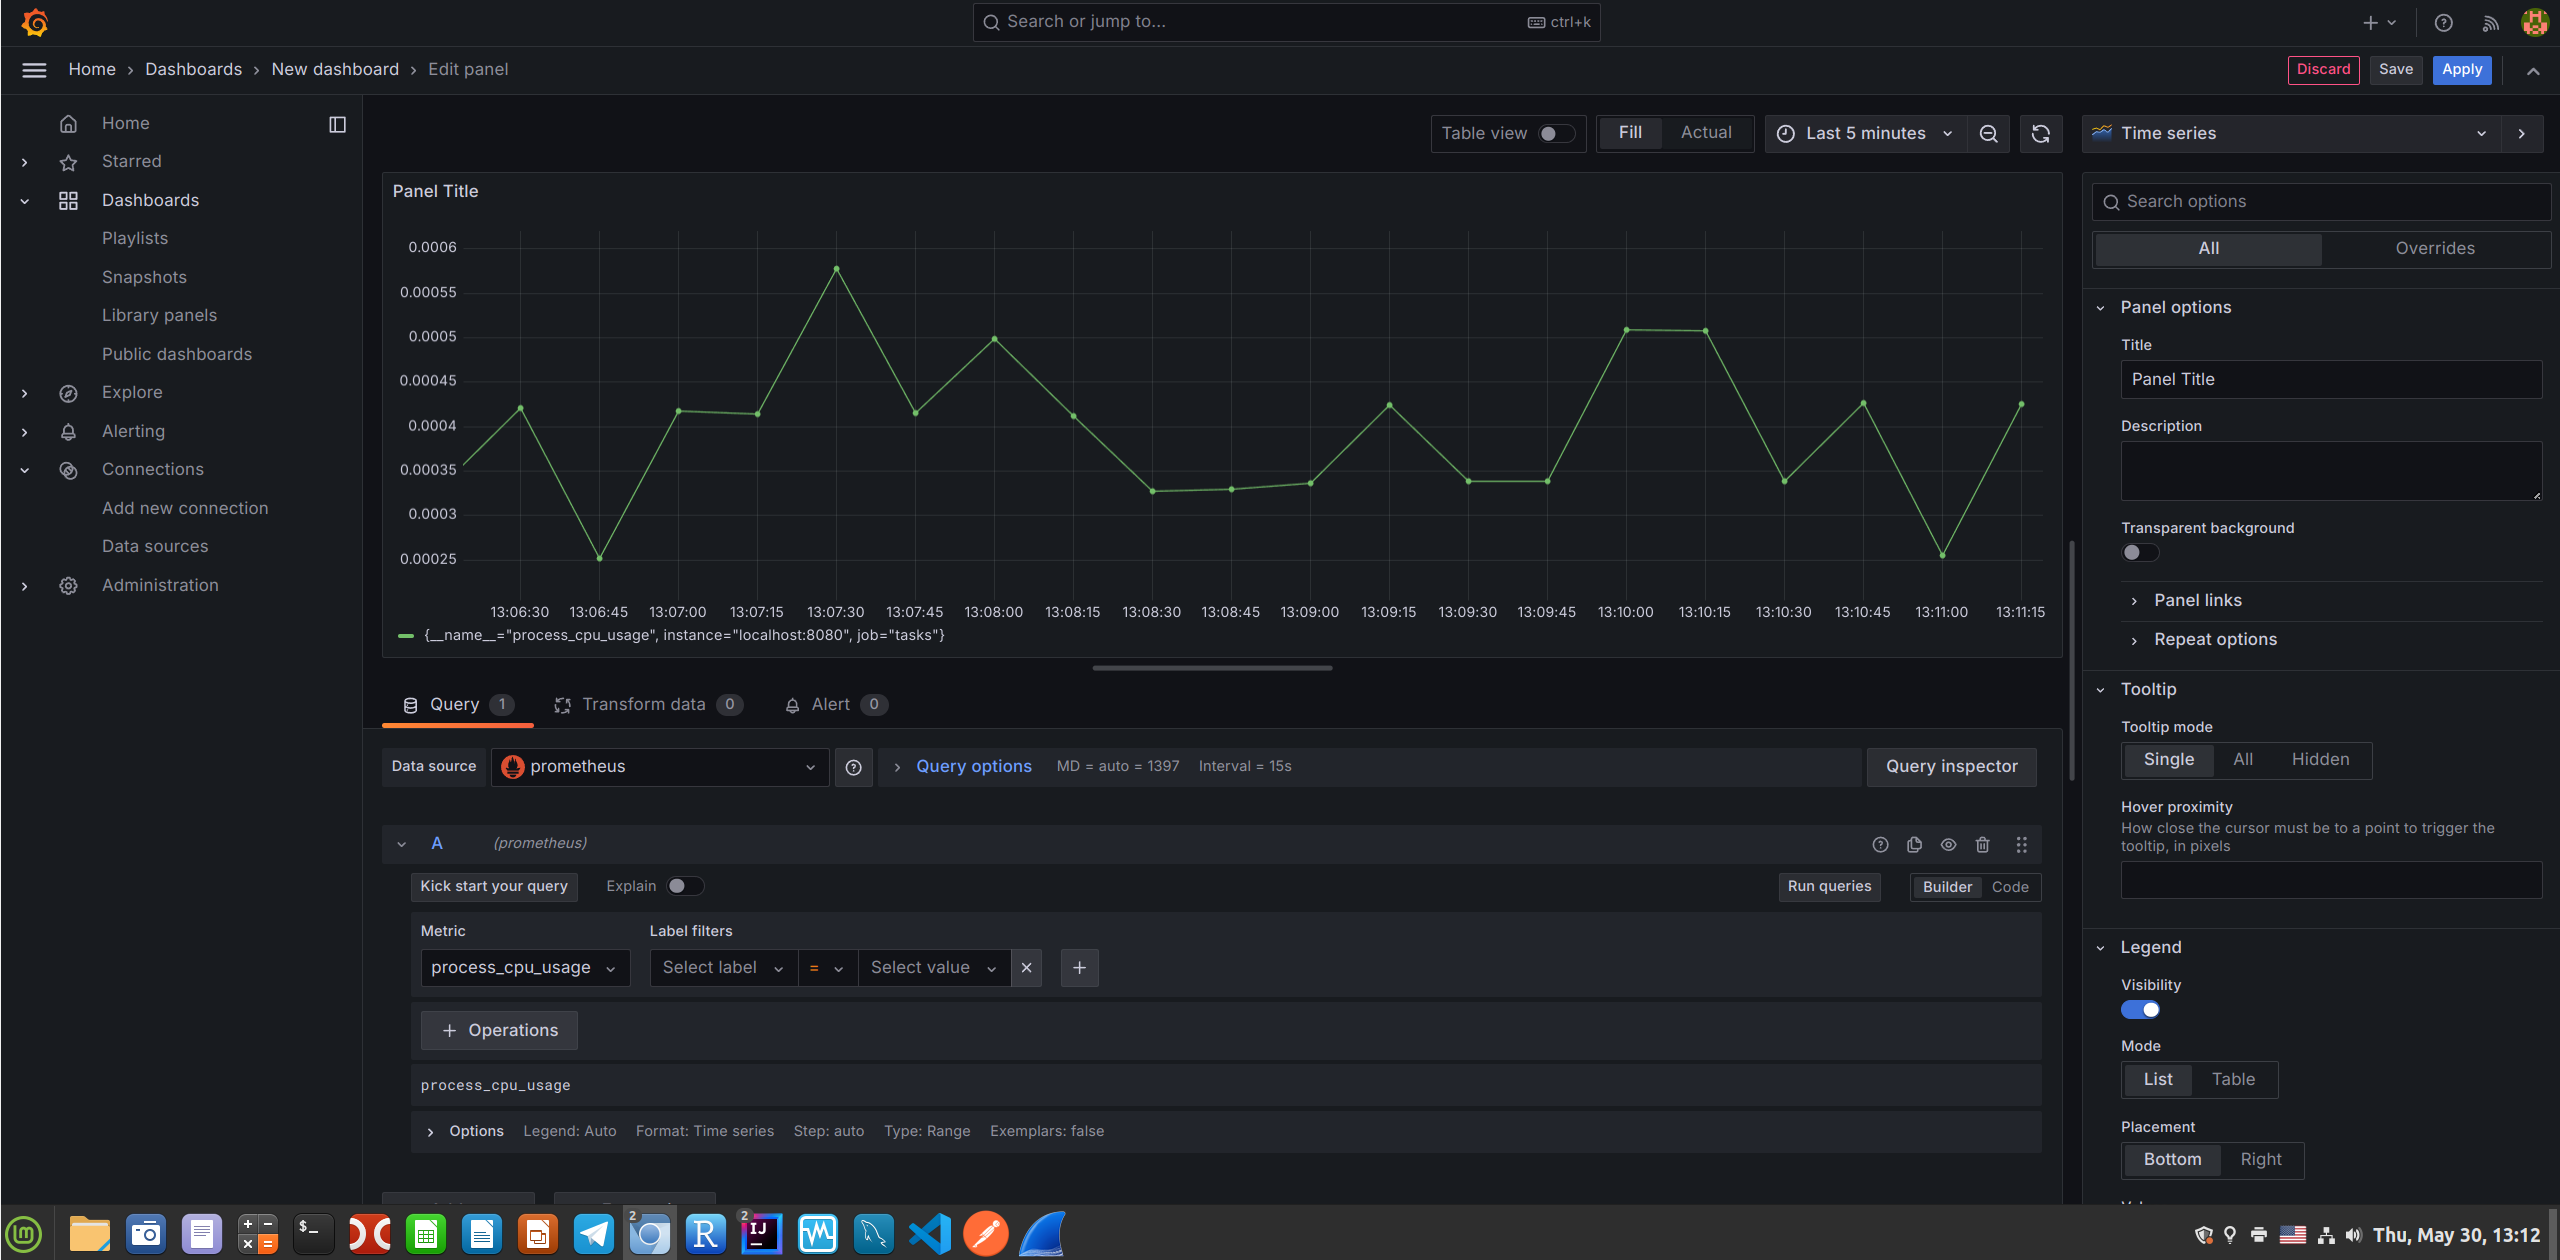 Search or jump to...
ctrl+k
Home › Dashboards › New dashboard › Edit panel
Discard
Save
Apply
Home
Starred
Dashboards
Playlists
Snapshots
Library panels
Public dashboards
Explore
Alerting
Connections
Add new connection
Data sources
Administration
Table view
Fill
Actual
Last 5 minutes
Panel Title
0.0006
0.00055
0.0005
0.00045
0.0004
0.00035
0.0003
0.00025
13:06:30 13:06:45 13:07:00 13:07:15 13:07:30 13:07:45 13:08:00 13:08:15 13:08:30 13:08:45 13:09:00 13:09:15 13:09:30 13:09:45 13:10:00 13:10:15 13:10:30 13:10:45 13:11:00 13:11:15
{__name__="process_cpu_usage", instance="localhost:8080", job="tasks"}
Query 1
Transform data 0
Alert 0
Data source
prometheus
Query options
MD = auto = 1397
Interval = 15s
Query inspector
A
(prometheus)
Kick start your query
Explain
Run queries
Builder
Code
Metric
Label filters
process_cpu_usage
Select label
=
Select value
+ Operations
process_cpu_usage
Options
Legend: Auto
Format: Time series
Step: auto
Type: Range
Exemplars: false
Time series
Search options
All
Overrides
Panel options
Title
Panel Title
Description
Transparent background
Panel links
Repeat options
Tooltip
Tooltip mode
Single
All
Hidden
Hover proximity
How close the cursor must be to a point to trigger the
tooltip, in pixels
Legend
Visibility
Mode
List
Table
Placement
Bottom
Right
lm
$_
2
R
2
IJ
Thu, May 30, 13:12